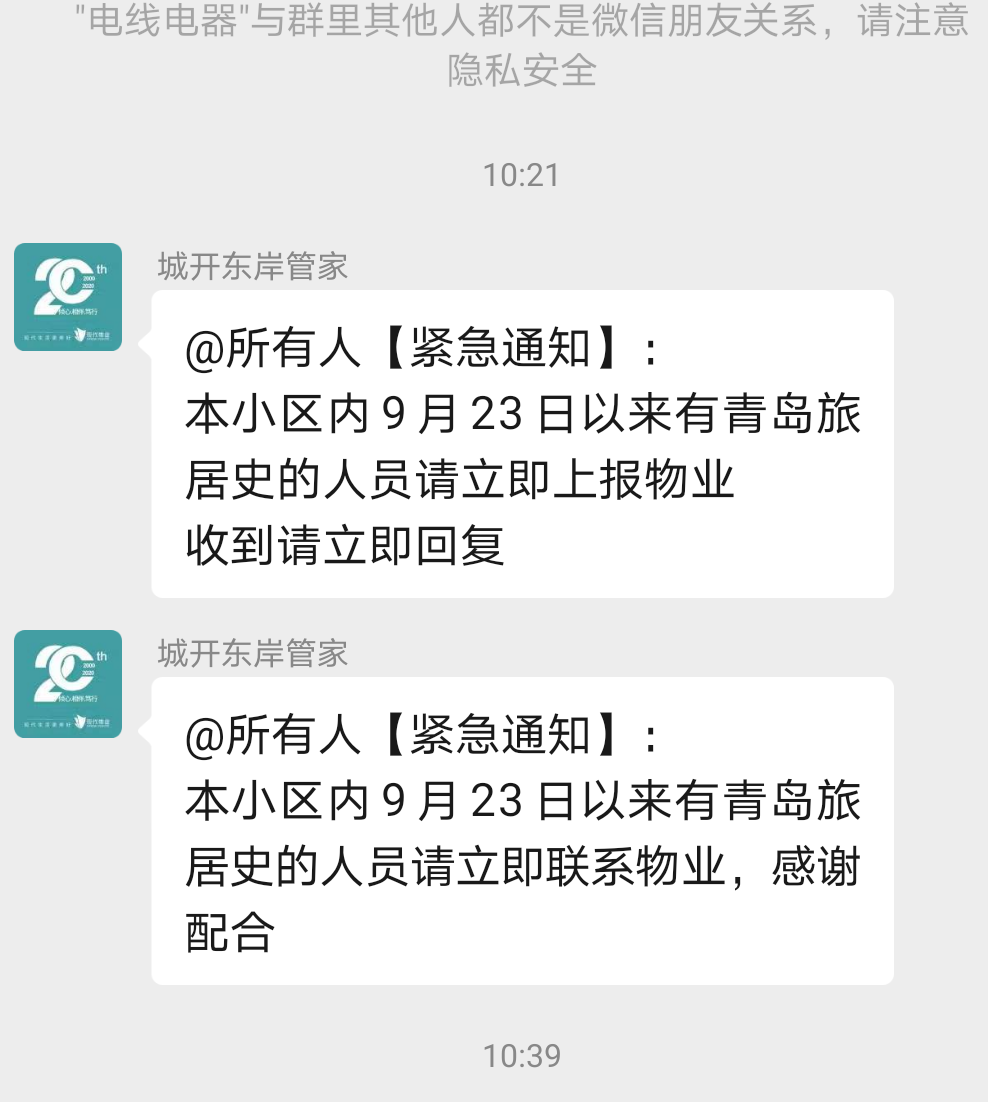 "电线电器"与群里其他人都不是微信朋友关系，请注意
隐私安全
10:21
城开东岸管家
20th
2000
2020
@所有人【紧急通知】：
本小区内9月23日以来有青岛旅
居史的人员请立即上报物业
收到请立即回复
城开东岸管家
20th
2000
2020
@所有人【紧急通知】：
本小区内9月23日以来有青岛旅
居史的人员请立即联系物业，感谢
配合
10:39